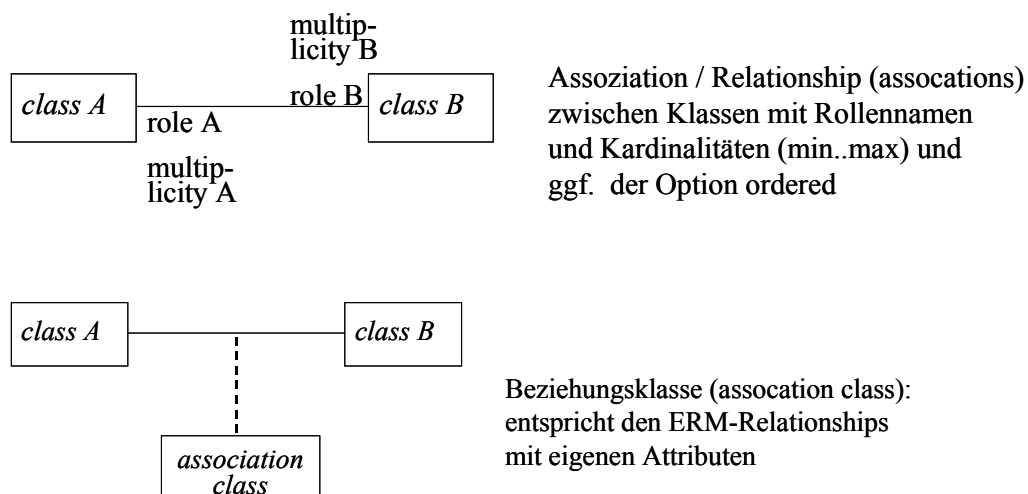 multip-
licity B
class A
role B
class B
role A
multip-
licity A
Assoziation / Relationship (assocations)
zwischen Klassen mit Rollennamen
und Kardinalitäten (min..max) und
ggf. der Option ordered
class A
class B
association
class
Beziehungsklasse (assocation class):
entspricht den ERM-Relationships
mit eigenen Attributen